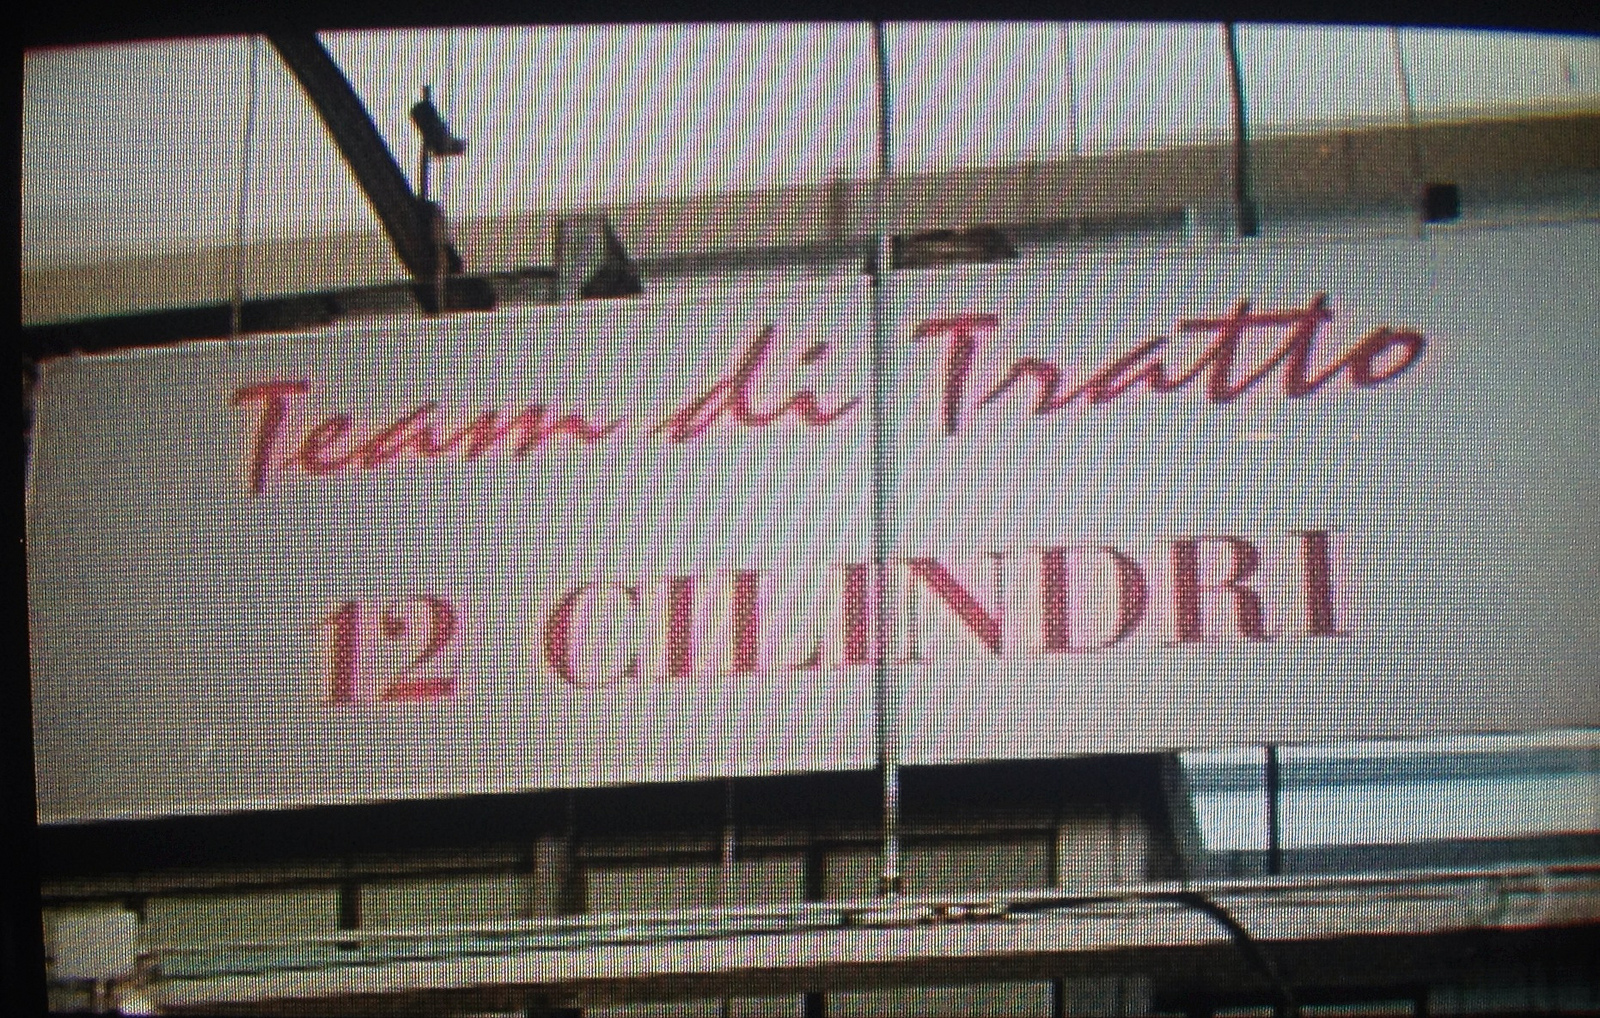 Team di Tratto
12 CILINDRI